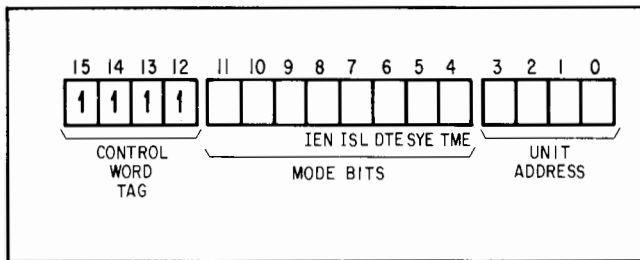 15 14 13 12 11 10 9 8 7 6 5 4 3 2 1 0
1 1 1 1
IEN ISL DTE SYE TME
CONTROL WORD TAG
MODE BITS
UNIT ADDRESS